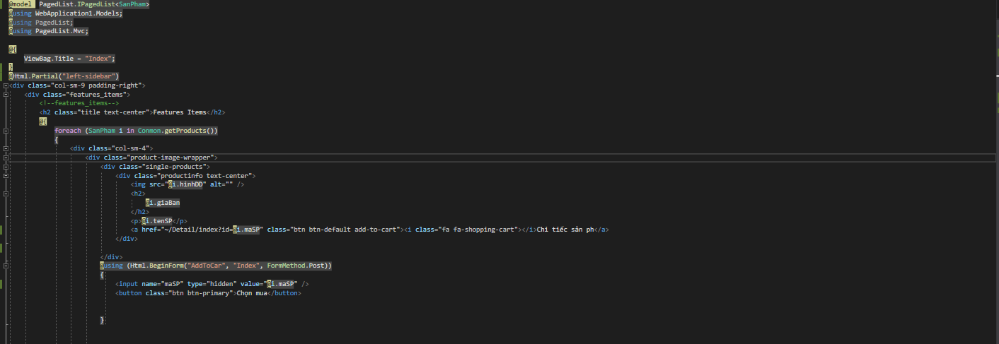 @model PagedList.IPagedList<SanPham>
@using WebApplication1.Models;
@using PagedList;
@using PagedList.Mvc;
@{
ViewBag.Title = "Index";
}
@Html.Partial("left-sidebar")
<div class="col-sm-9 padding-right">
<div class="features_items">
<!--features_items-->
<h2 class="title text-center">Features Items</h2>
@{
foreach (SanPham i in Conmon.getProducts())
{
<div class="col-sm-4">
<div class="product-image-wrapper">
<div class="single-products">
<div class="productinfo text-center">
<img src="@i.hinhDD" alt="" />
<h2>
@i.giaBan
</h2>
<p>@i.tenSP</p>
<a href="~/Detail/index?id=@i.maSP" class="btn btn-default add-to-cart"><i class="fa fa-shopping-cart"></i>Chi tiếc sản ph</a>
</div>
</div>
@using (Html.BeginForm("AddToCar", "Index", FormMethod.Post))
{
<input name="maSP" type="hidden" value="@i.maSP" />
<button class="btn btn-primary">Chọn mua</button>
}